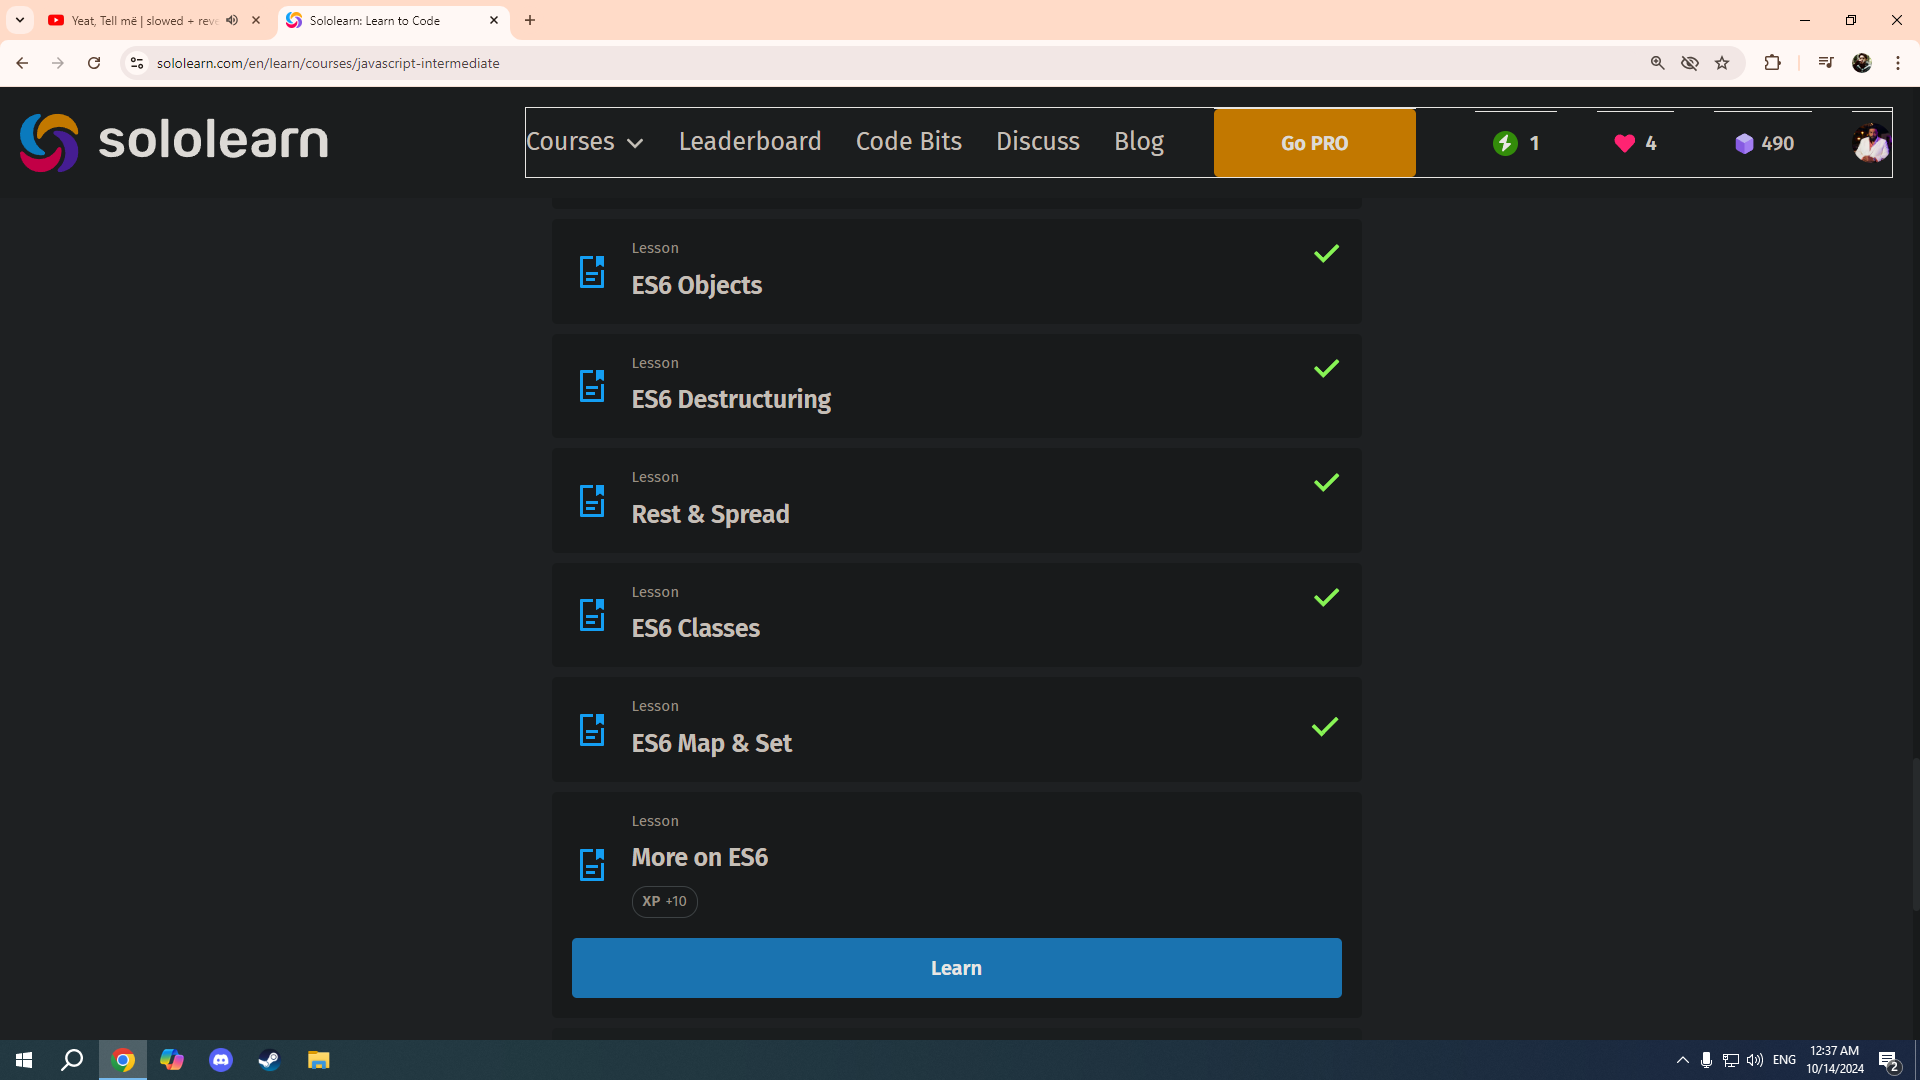 Yeat, Tell më | slowed + reve
Sololearn: Learn to Code
sololearn.com/en/learn/courses/javascript-intermediate
sololearn
Courses
Leaderboard
Code Bits
Discuss
Blog
Go PRO
1
4
490
Lesson
ES6 Objects
Lesson
ES6 Destructuring
Lesson
Rest & Spread
Lesson
ES6 Classes
Lesson
ES6 Map & Set
Lesson
More on ES6
XP +10
Learn
ENG
12:37 AM
10/14/2024
2